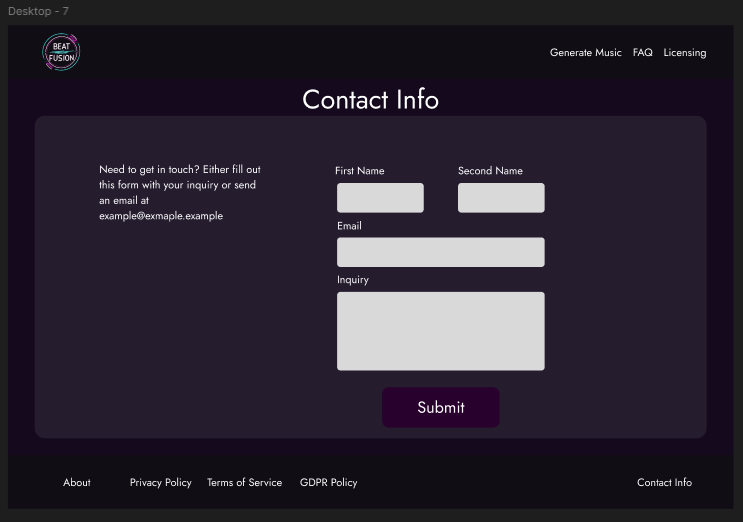 Desktop - 7
BEAT
FUSION
Generate Music FAQ Licensing
Contact Info
Need to get in touch? Either fill out
this form with your inquiry or send
an email at
example@exmaple.example
First Name Second Name
Email
Inquiry
Submit
About Privacy Policy Terms of Service GDPR Policy Contact Info